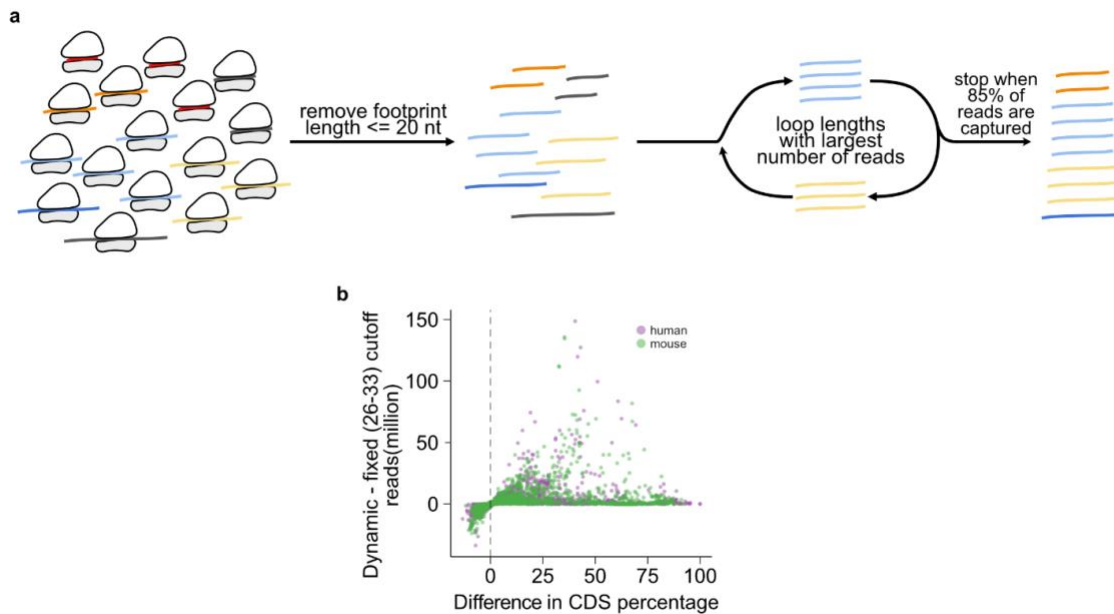 a
remove footprint
length <= 20 nt
loop lengths
with largest
number of reads
stop when
85% of
reads are
captured
b
Dynamic - fixed (26-33) cutoff
reads(million)
150
100
50
0
human
mouse
0 25 50 75 100
Difference in CDS percentage